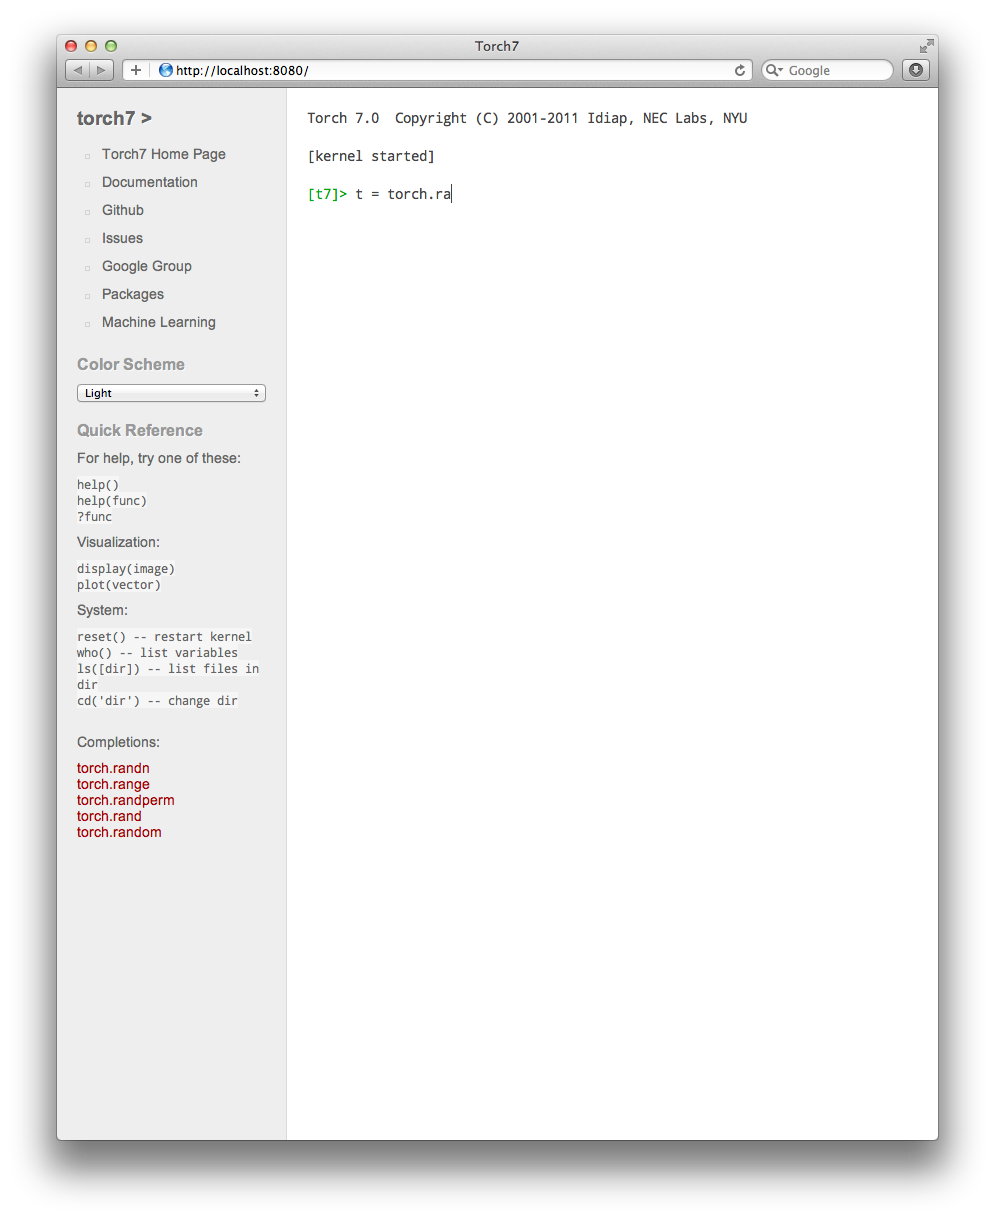 Torch7
http://localhost:8080/
Google
torch7 >
Torch7 Home Page
Documentation
Github
Issues
Google Group
Packages
Machine Learning
Color Scheme
Light
Quick Reference
For help, try one of these:
help()
help(func)
?func
Visualization:
display(image)
plot(vector)
System:
reset() -- restart kernel
who() -- list variables
ls([dir]) -- list files in
dir
cd('dir') -- change dir
Completions:
torch.randn
torch.range
torch.randperm
torch.rand
torch.random
Torch 7.0  Copyright (C) 2001-2011 Idiap, NEC Labs, NYU
[kernel started]
[t7]> t = torch.ra